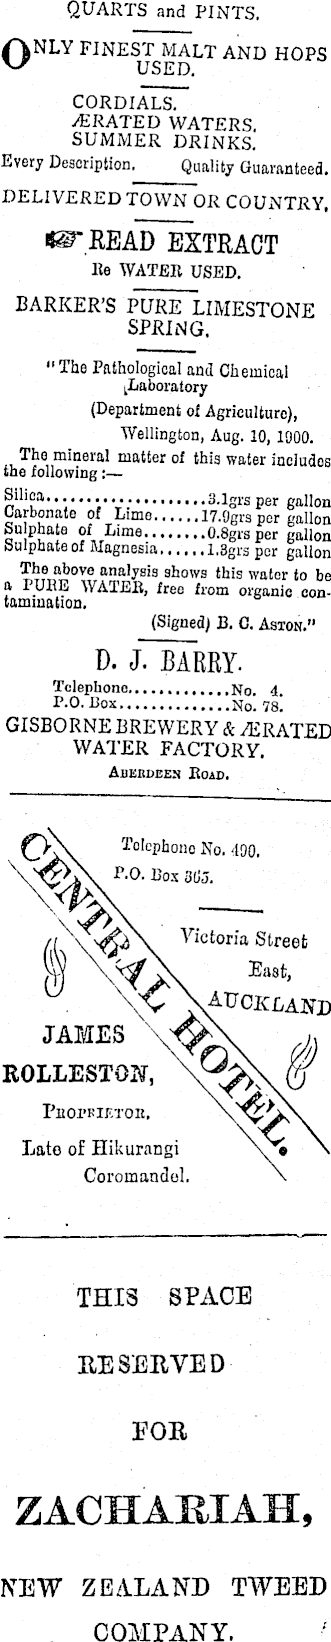 QUARTS and PINTS.
ONLY FINEST MALT AND HOPS
USED.
CORDIALS.
ÆRATED WATERS.
SUMMER DRINKS.
Every Description. Quality Guaranteed.
DELIVERED TOWN OR COUNTRY.
☞ READ EXTRACT
Re WATER USED.
BARKER'S PURE LIMESTONE
SPRING.
"The Pathological and Chemical
Laboratory
(Department of Agriculture),
Wellington, Aug. 10, 1900.
The mineral matter of this water includes
the following :—
Silica....................3.1grs per gallon
Carbonate of Lime......17.9grs per gallon
Sulphate of Lime........0.8grs per gallon
Sulphate of Magnesia......1.3grs per gallon
The above analysis shows this water to be
a PURE WATER, free from organic con-
tamination.
(Signed) B. C. ASTON."
D. J. BARRY.
Telephone.............No. 4.
P.O. Box..............No. 78.
GISBORNE BREWERY & ÆRATED
WATER FACTORY.
ABERDEEN ROAD.
Telephone No. 490.
P.O. Box 365.
CENTRAL HOTEL.
Victoria Street
East,
AUCKLAND
JAMES
ROLLESTON,
PROPRIETOR,
Late of Hikurangi
Coromandel.
THIS SPACE
RESERVED
FOR
ZACHARIAH,
NEW ZEALAND TWEED
COMPANY.